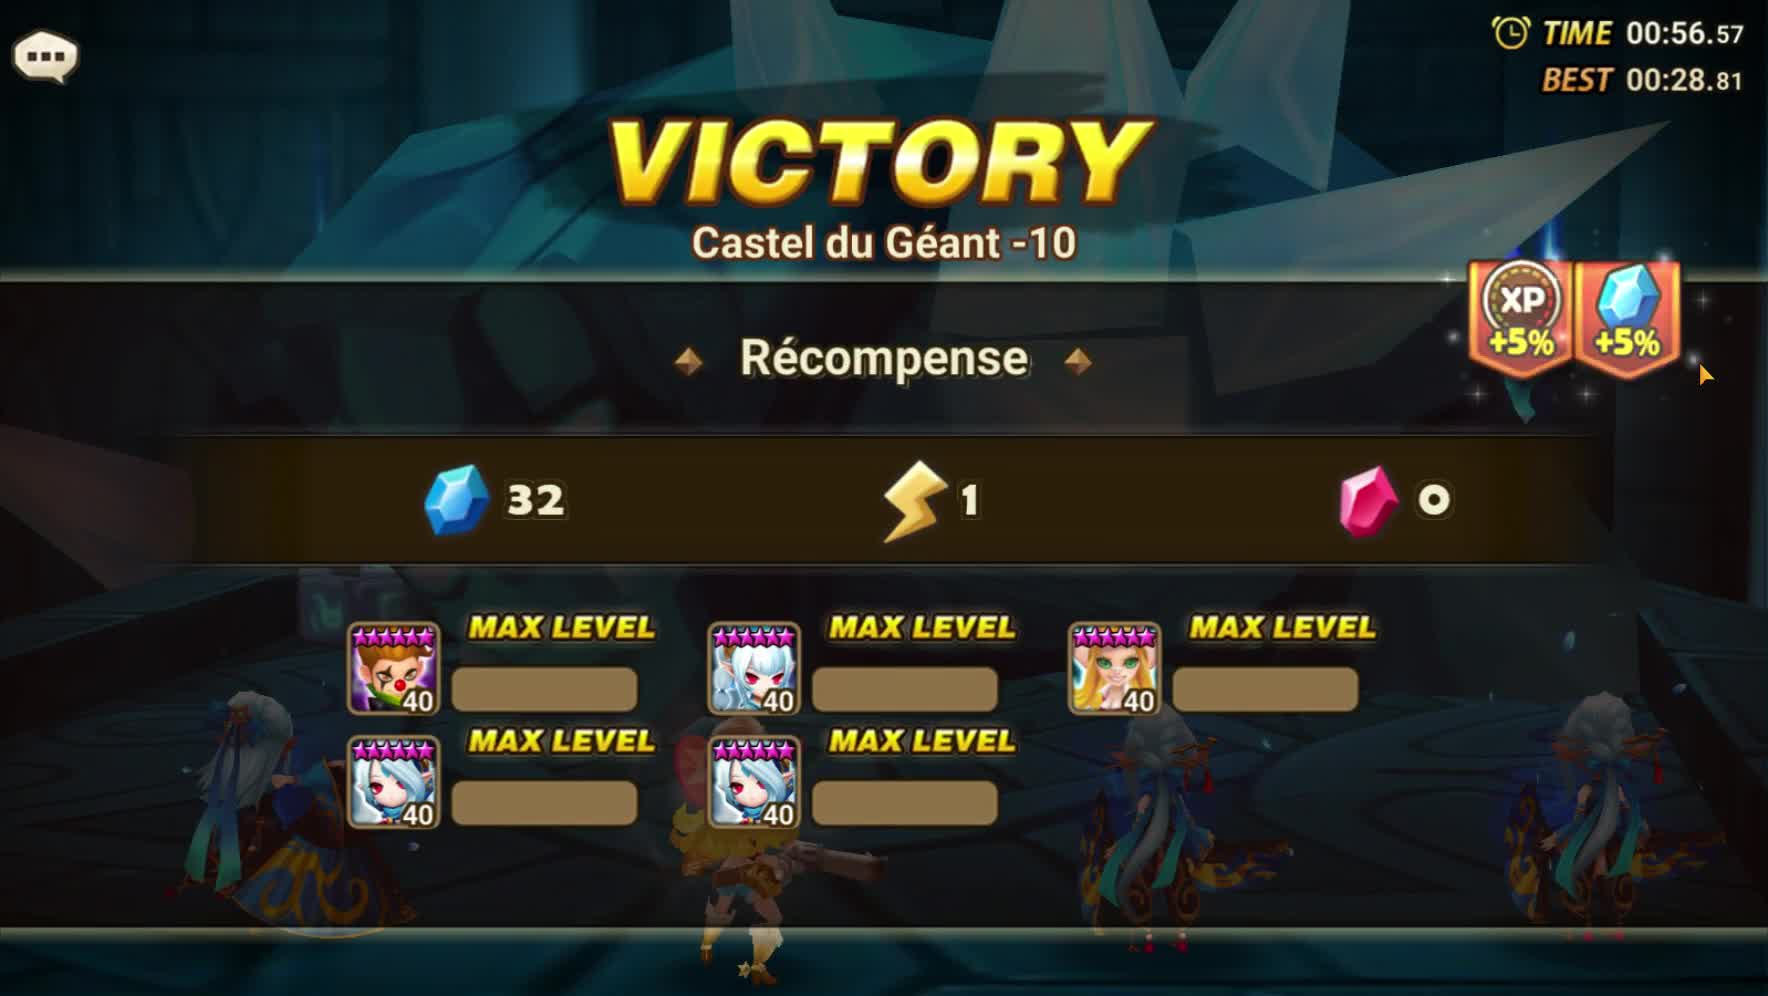 TIME 00:56.57
BEST 00:28.81
VICTORY
Castel du Géant -10
XP +5%
+5%
Récompense
32
1
0
MAX LEVEL
40
MAX LEVEL
40
MAX LEVEL
40
MAX LEVEL
40
MAX LEVEL
40